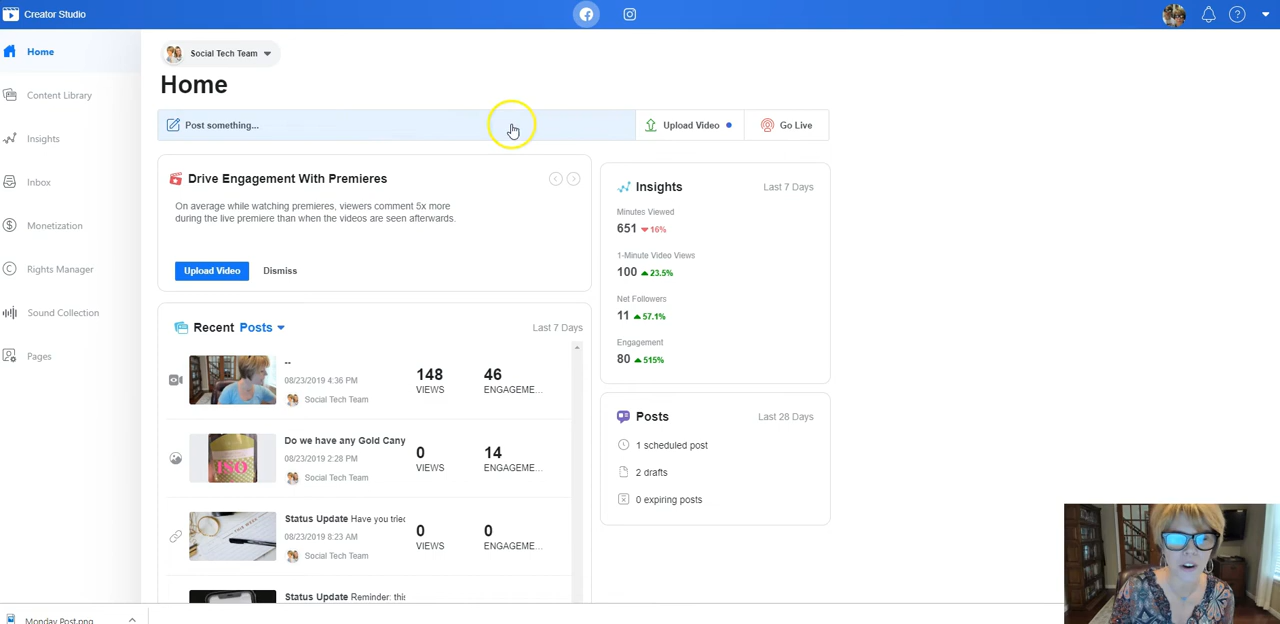 Creator Studio
Home
Content Library
Insights
Inbox
Monetization
Rights Manager
Sound Collection
Pages
Social Tech Team
Home
Post something...
Upload Video
Go Live
Drive Engagement With Premieres
On average while watching premieres, viewers comment 5x more
during the live premiere than when the videos are seen afterwards.
Upload Video Dismiss
Recent Posts Last 7 Days
--
08/23/2019 4:36 PM
Social Tech Team
148
VIEWS
46
ENGAGEME...
Do we have any Gold Cany
08/23/2019 2:28 PM
Social Tech Team
0
VIEWS
14
ENGAGEME...
ISO
Status Update Have you tried
08/23/2019 8:23 AM
Social Tech Team
0
VIEWS
0
ENGAGEME...
THIS WEEK
Status Update Reminder: this
Insights Last 7 Days
Minutes Viewed
651 16%
1-Minute Video Views
100 23.5%
Net Followers
11 57.1%
Engagement
80 515%
Posts Last 28 Days
1 scheduled post
2 drafts
0 expiring posts
Monday Post.png